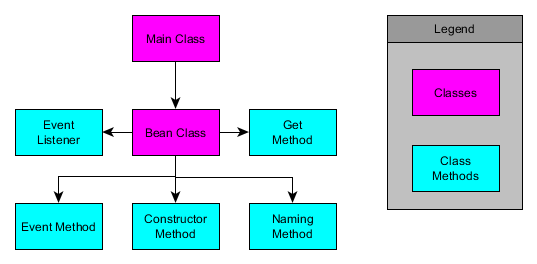 Main Class
Legend
Classes
Event
Listener
Bean Class
Get
Method
Class
Methods
Event Method
Constructor
Method
Naming
Method